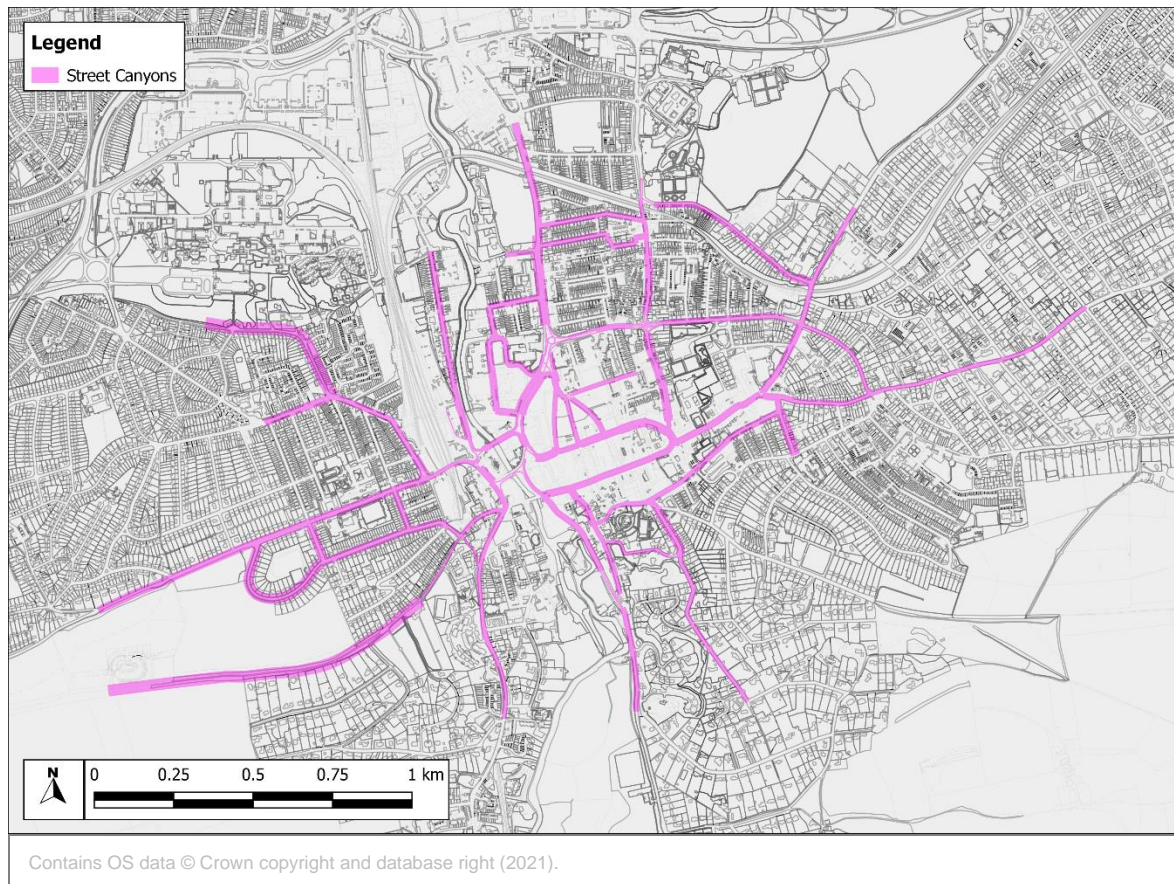 Legend
Street Canyons
N
0 0.25 0.5 0.75 1 km
Contains OS data © Crown copyright and database right (2021).